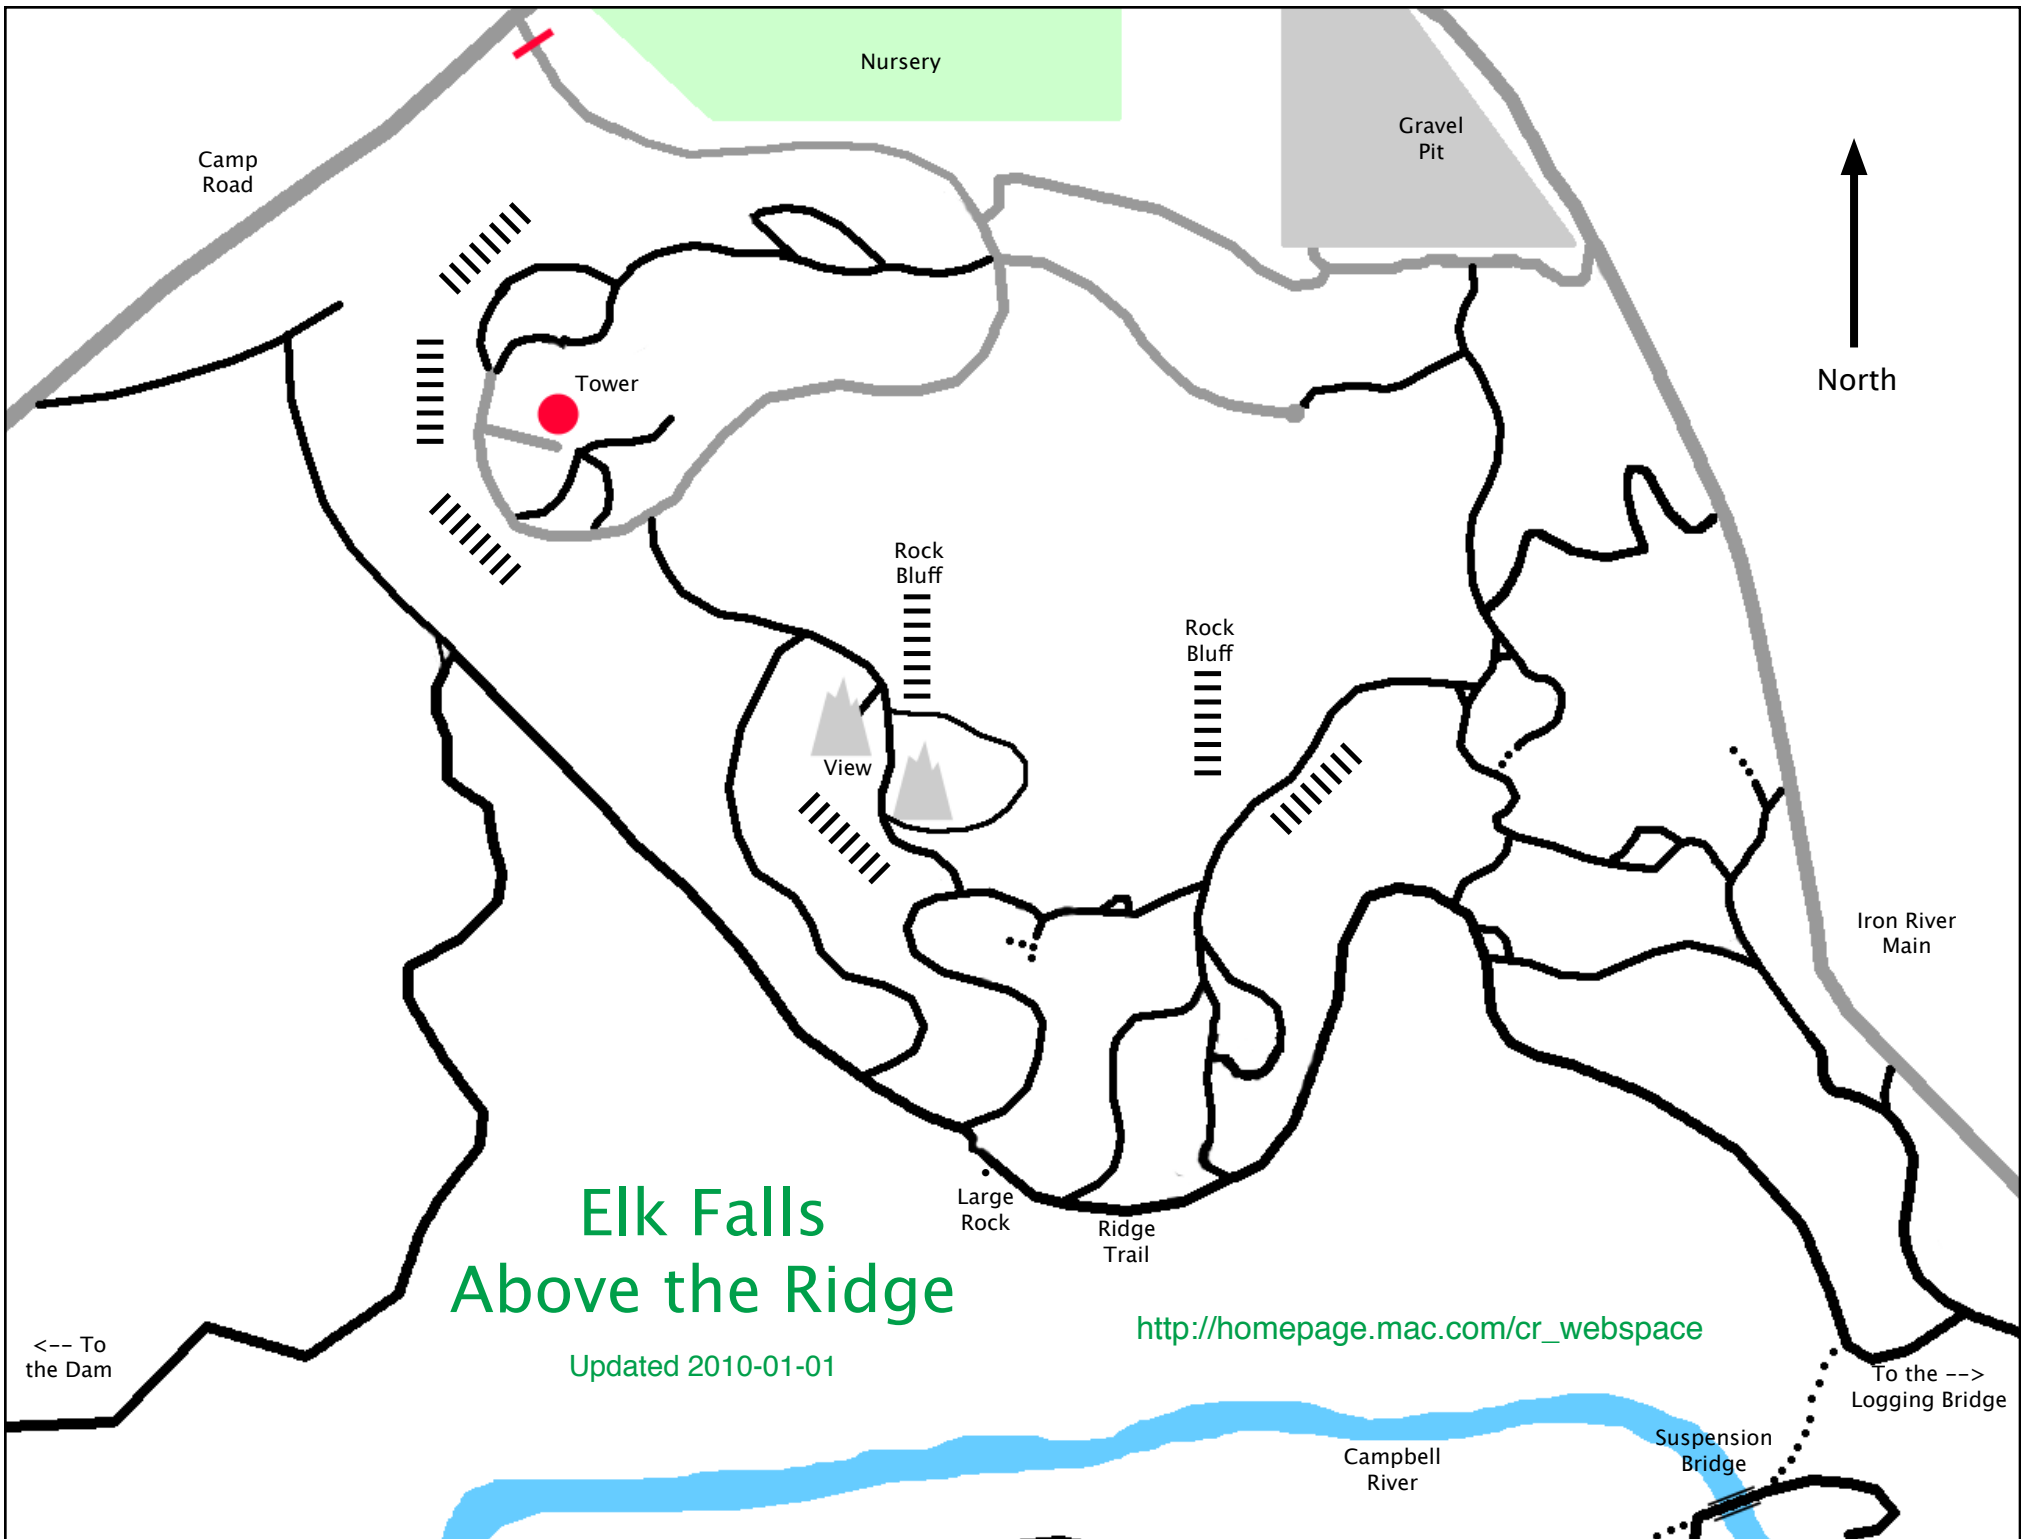 Nursery
Gravel
Pit
Camp
Road
North
Tower
Rock
Bluff
Rock
Bluff
View
Iron River
Main
Large
Rock
Ridge
Trail
Elk Falls
Above the Ridge
Updated 2010-01-01
http://homepage.mac.com/cr_webspace
<-- To
the Dam
To the -->
Logging Bridge
Suspension
Bridge
Campbell
River